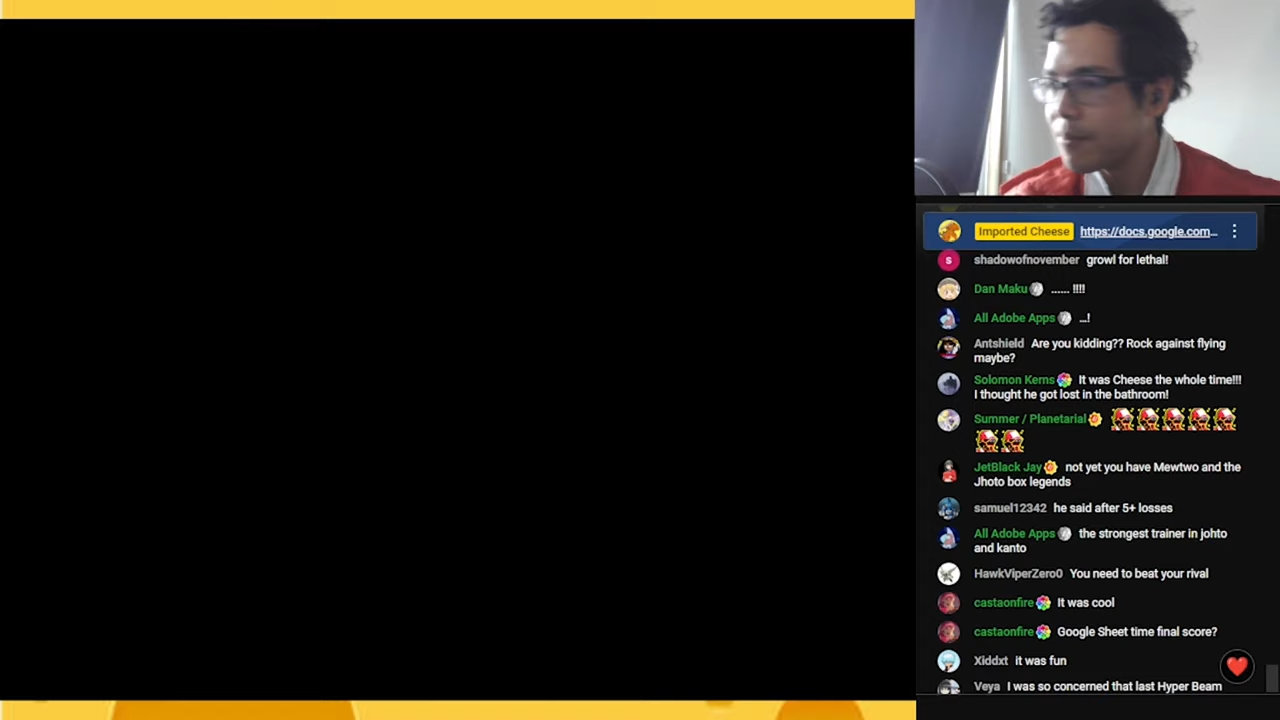 Imported Cheese https://docs.google.com...
S shadowofnovember growl for lethal!
Dan Maku ...... !!!!
All Adobe Apps ...!
Antshield Are you kidding?? Rock against flying
maybe?
Solomon Kerns It was Cheese the whole time!!!
I thought he got lost in the bathroom!
Summer / Planetarial
JetBlack Jay not yet you have Mewtwo and the
Jhoto box legends
samuel12342 he said after 5+ losses
All Adobe Apps the strongest trainer in johto
and kanto
HawkViperZero0 You need to beat your rival
castaonfire It was cool
castaonfire Google Sheet time final score?
Xiddxt it was fun
Veya I was so concerned that last Hyper Beam